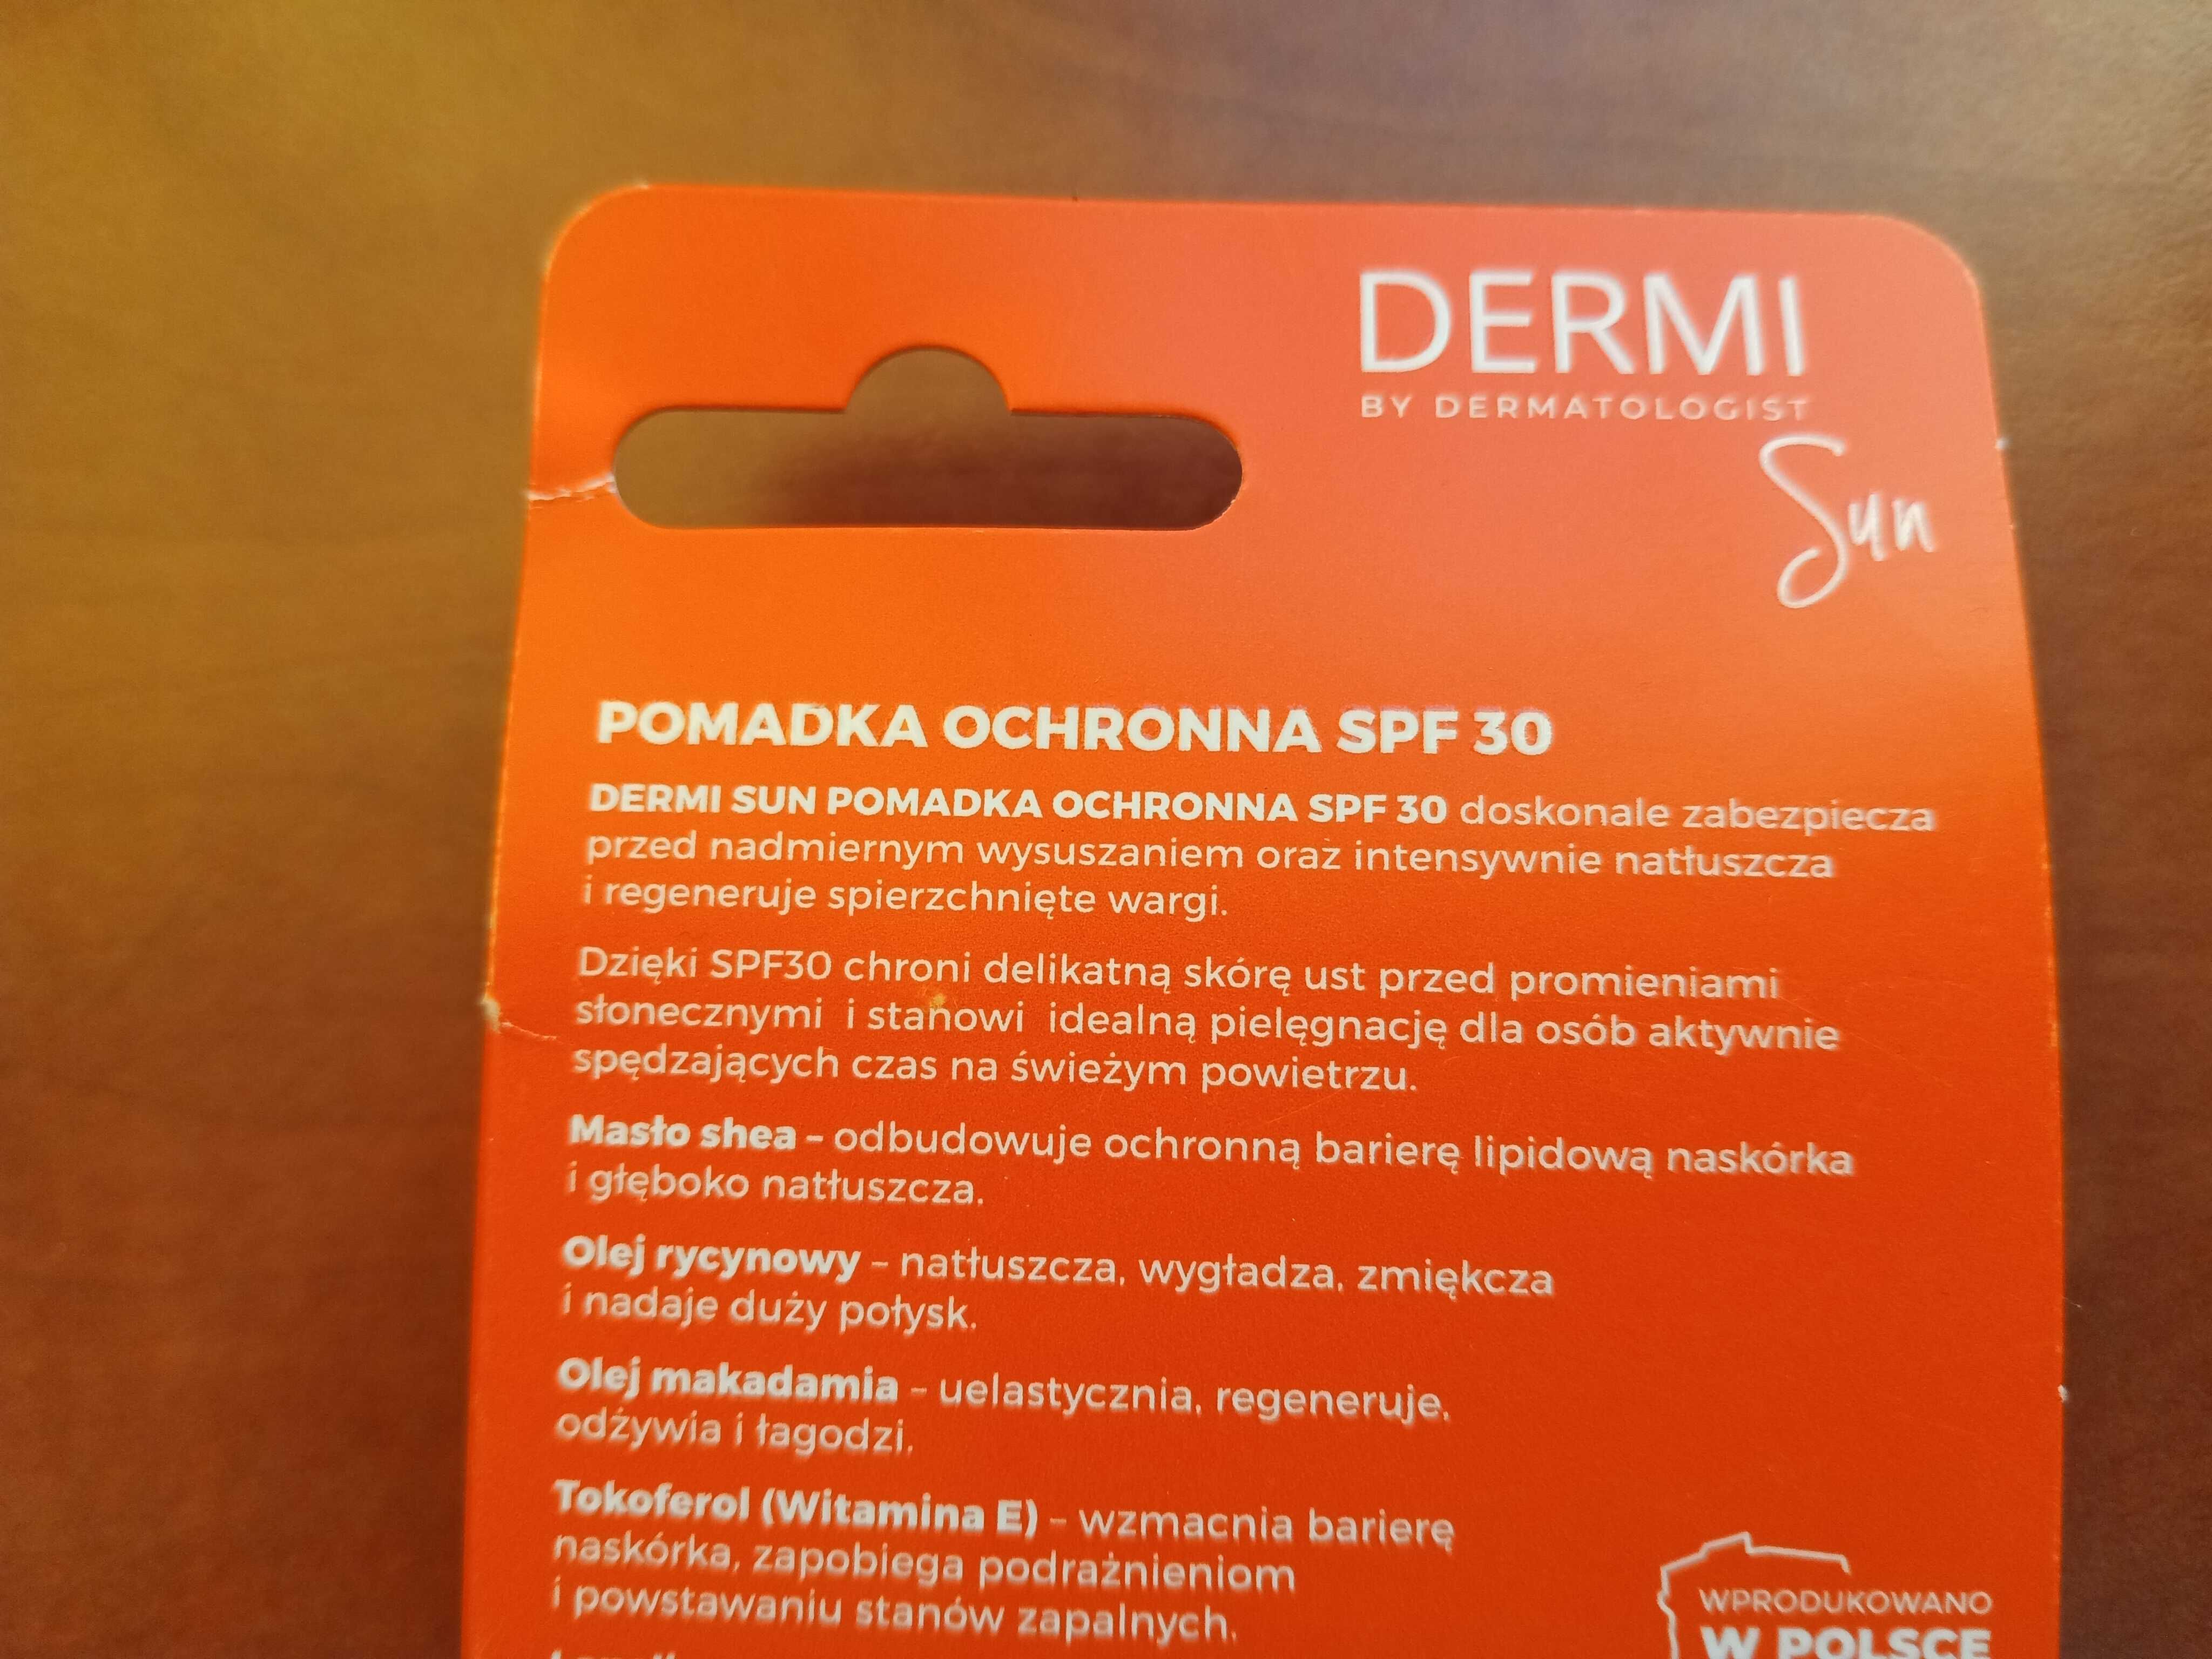 DERMI
BY DERMATOLOGIST
Sun
POMADKA OCHRONNA SPF 30
DERMI SUN POMADKA OCHRONNA SPF 30 doskonale zabezpiecza
przed nadmiernym wysuszaniem oraz intensywnie natłuszcza
i regeneruje spierzchnięte wargi.
Dzięki SPF30 chroni delikatną skórę ust przed promieniami
słonecznymi i stanowi idealną pielęgnację dla osób aktywnie
spędzających czas na świeżym powietrzu.
Masło shea – odbudowuje ochronną barierę lipidową naskórka
i głęboko natłuszcza.
Olej rycynowy – natłuszcza, wygładza, zmiękcza
i nadaje duży połysk.
Olej makadamia – uelastycznia, regeneruje,
odżywia i łagodzi.
Tokoferol (Witamina E) – wzmacnia barierę
naskórka, zapobiega podrażnieniom
i powstawaniu stanów zapalnych.
WPRODUKOWANO
W POLSCE